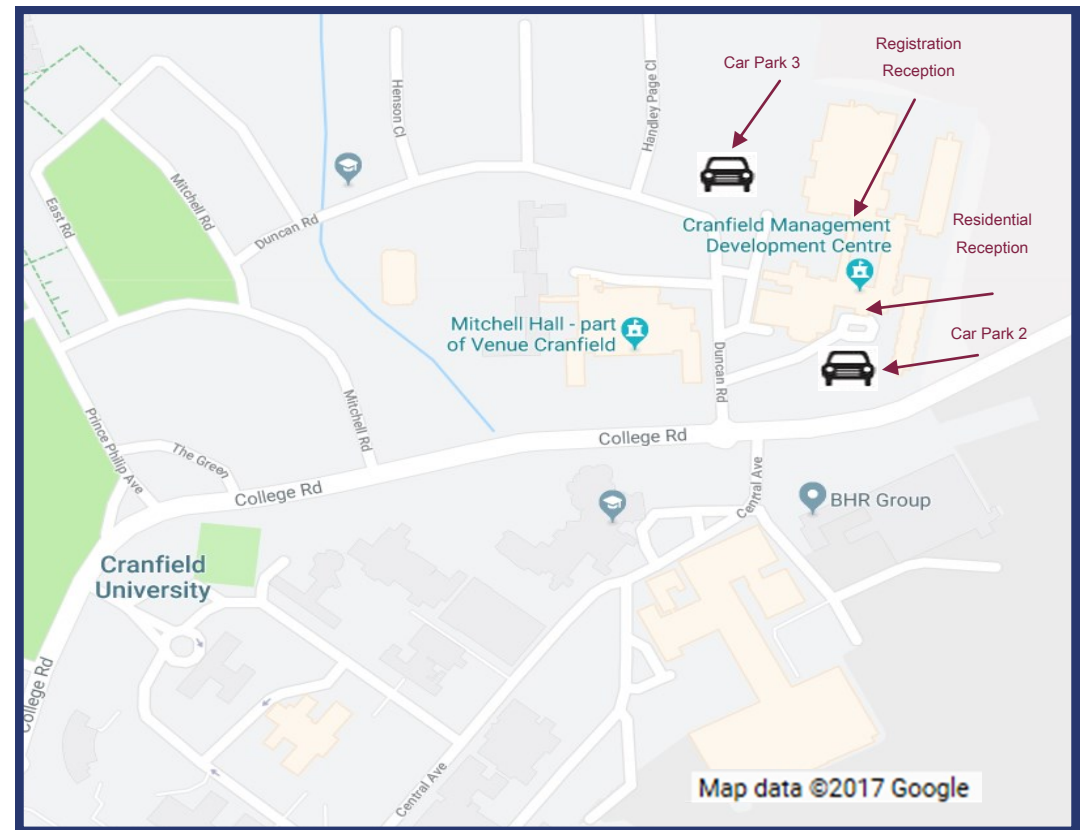 Registration
Reception
Car Park 3
Henson Cl
Handley Page Cl
Mitchell Rd
East Rd
Duncan Rd
Cranfield Management
Development Centre
Residential
Reception
Mitchell Hall - part
of Venue Cranfield
Car Park 2
Duncan Rd
Mitchell Rd
Prince Philip Ave
The Green
College Rd
College Rd
Central Ave
BHR Group
Cranfield
University
College Rd
Central Ave
Map data ©2017 Google